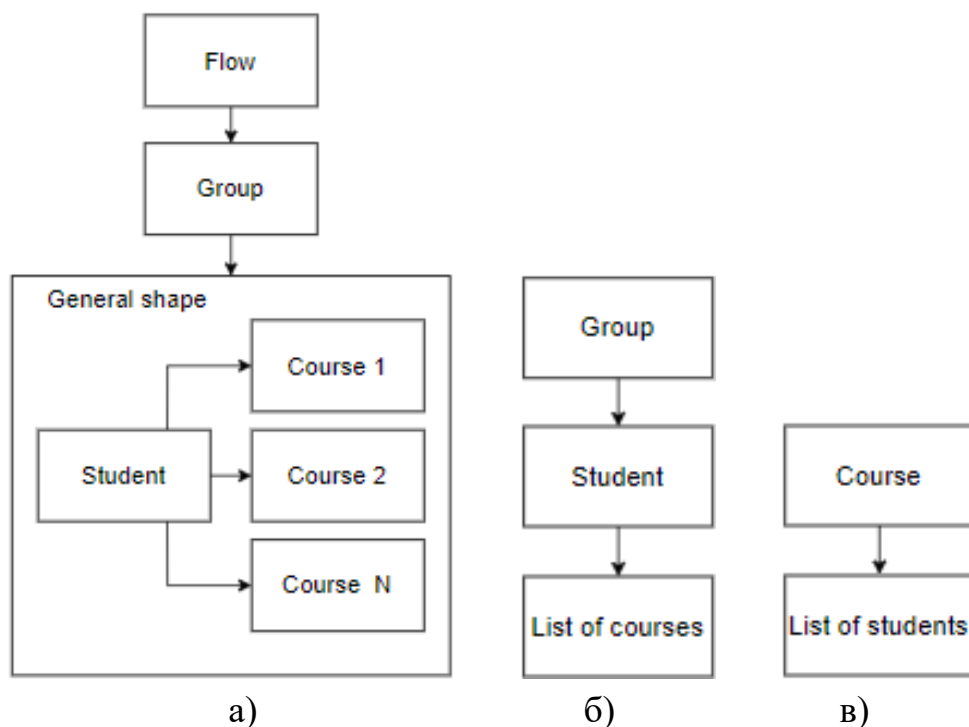 Flow
Group
General shape
Course 1
Student
Course 2
Course N
Group
Student
List of courses
Course
List of students
а)
б)
в)